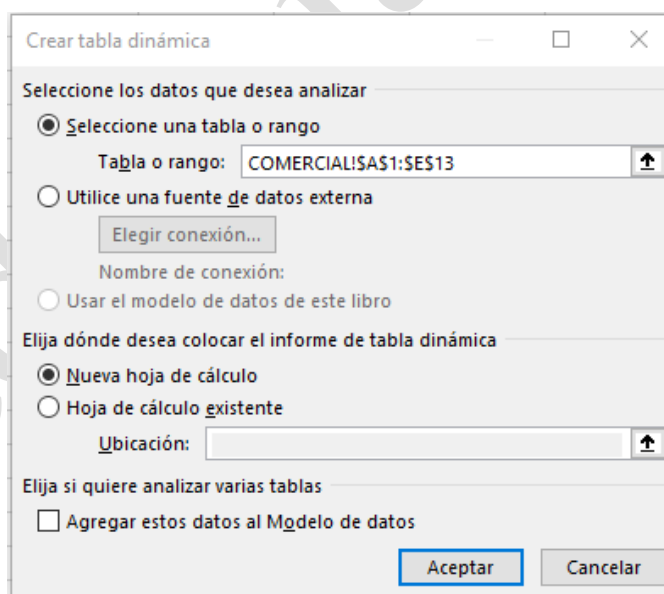 Crear tabla dinámica
Seleccione los datos que desea analizar
Seleccione una tabla o rango
Tabla o rango: COMERCIAL!$A$1:$E$13
Utilice una fuente de datos externa
Elegir conexión...
Nombre de conexión:
Usar el modelo de datos de este libro
Elija dónde desea colocar el informe de tabla dinámica
Nueva hoja de cálculo
Hoja de cálculo existente
Ubicación:
Elija si quiere analizar varias tablas
Agregar estos datos al Modelo de datos
Aceptar Cancelar